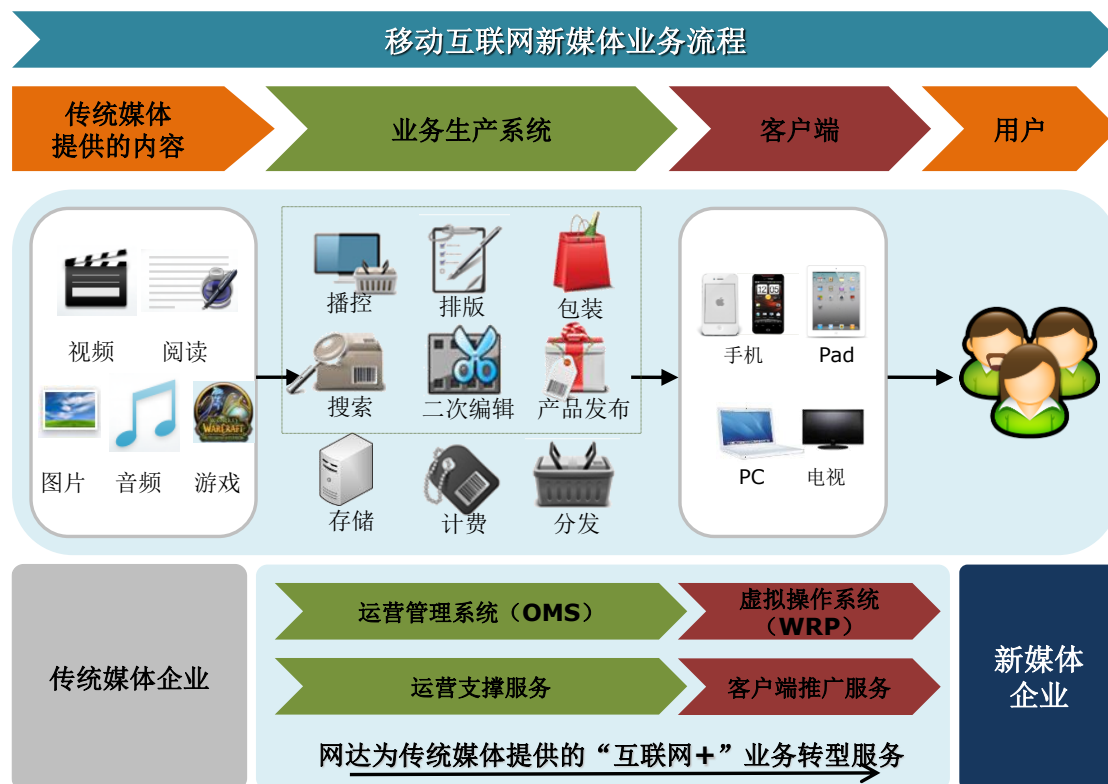 移动互联网新媒体业务流程
传统媒体
提供的内容
业务生产系统
客户端
用户
视频
阅读
图片
音频
游戏
WARCRAFT
播控
排版
包装
搜索
二次编辑
产品发布
存储
计费
分发
手机
Pad
PC
电视
传统媒体企业
运营管理系统（OMS）
虚拟操作系统
（WRP）
运营支撑服务
客户端推广服务
网达为传统媒体提供的“互联网+”业务转型服务
新媒体
企业